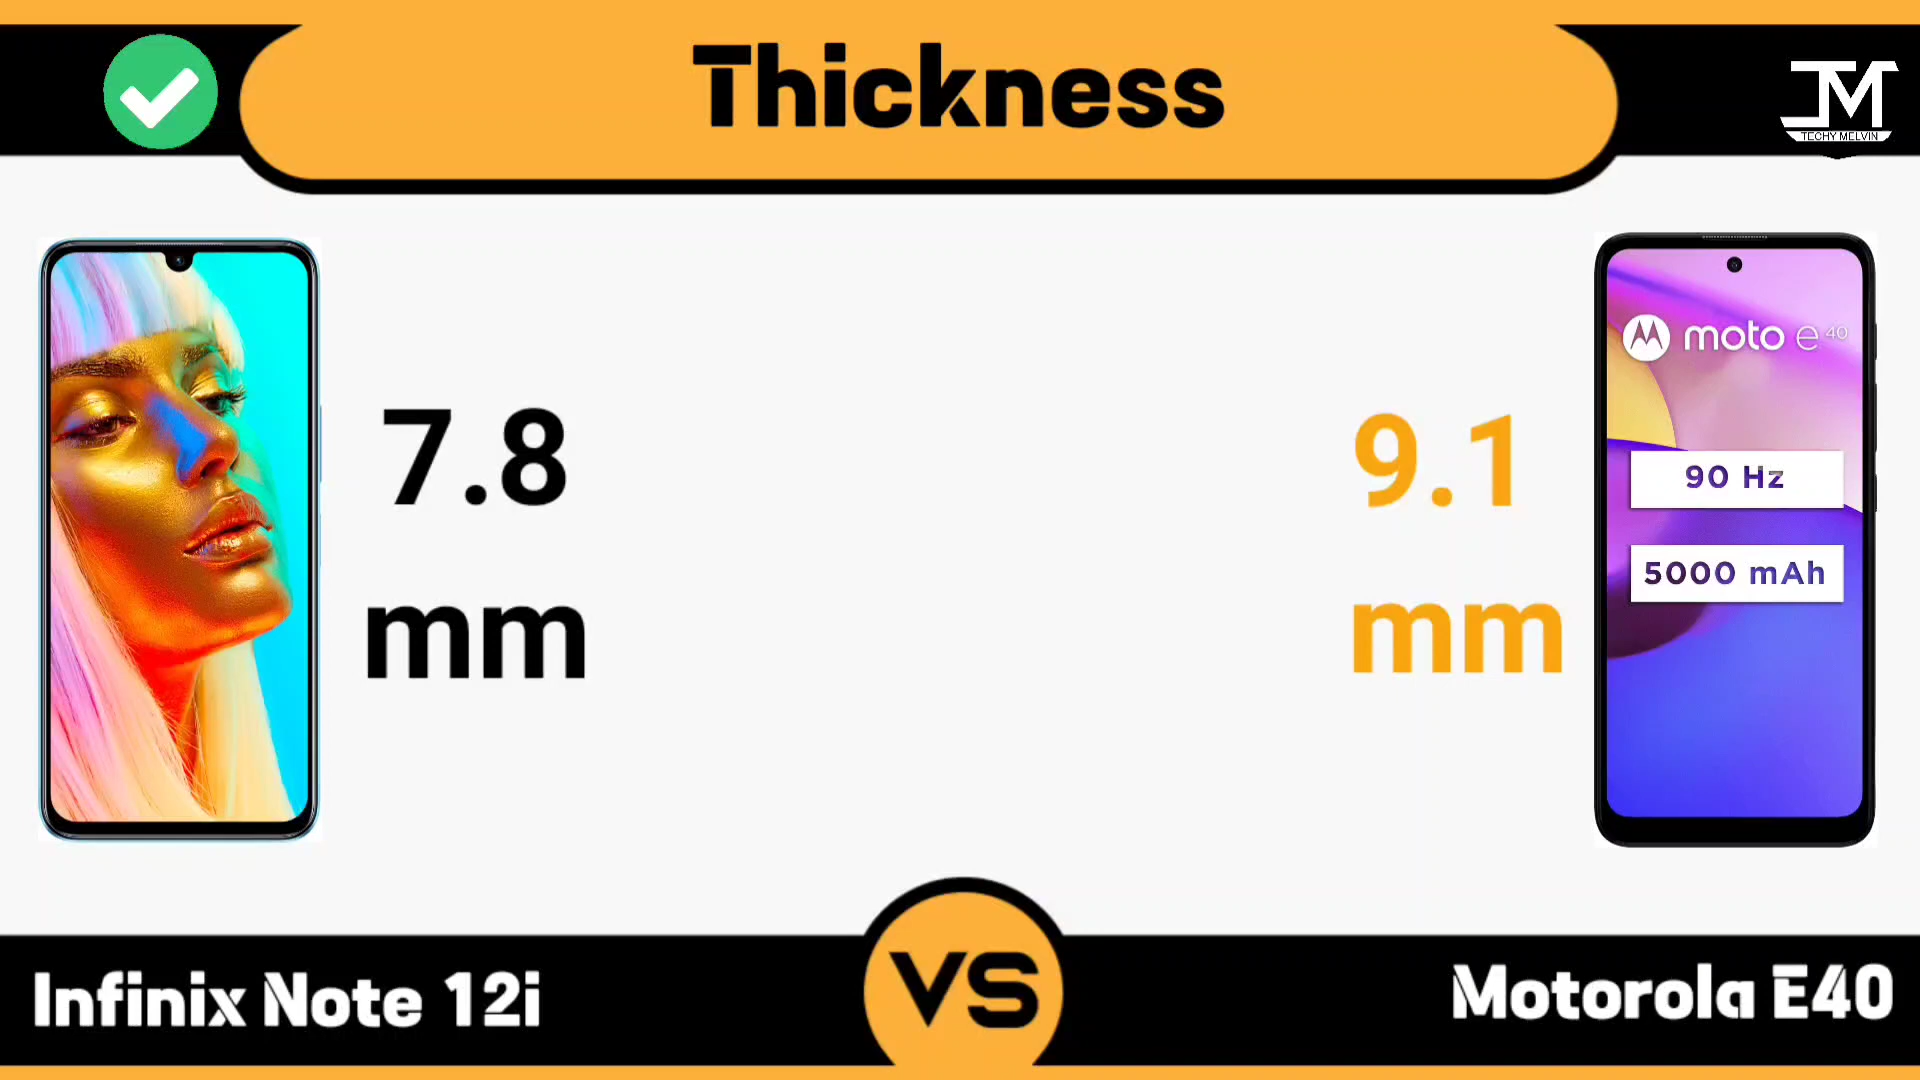 Thickness
TECHY MELVIN
7.8
mm
9.1
mm
moto e40
90 Hz
5000 mAh
Infinix Note 12i
VS
Motorola E40